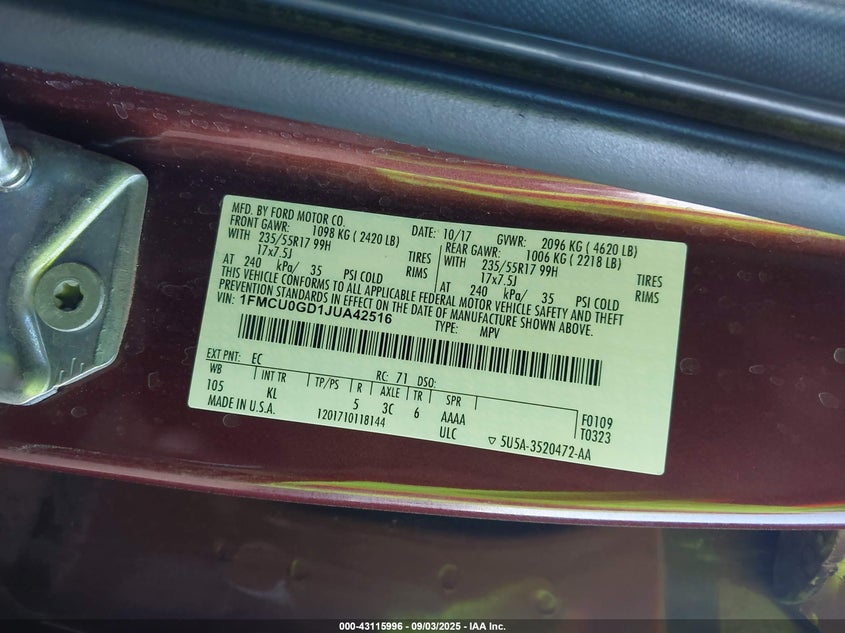 MFD. BY FORD MOTOR CO. DATE: 10/17 GVWR: 2096 KG ( 4620 LB)
FRONT GAWR: 1098 KG ( 2420 LB) REAR GAWR: 1006 KG ( 2218 LB)
WITH 235/55R17 99H TIRES WITH 235/55R17 99H TIRES
17x7.5J RIMS 17x7.5J RIMS
AT 240 kPa/ 35 PSI COLD AT 240 kPa/ 35 PSI COLD
THIS VEHICLE CONFORMS TO ALL APPLICABLE FEDERAL MOTOR VEHICLE SAFETY AND THEFT
PREVENTION STANDARDS IN EFFECT ON THE DATE OF MANUFACTURE SHOWN ABOVE.
VIN: 1FMCU0GD1JUA42516 TYPE: MPV
EXT PNT: EC RC: 71 DSO:
WB INT TR TP/PS R AXLE TR SPR
105 KL 5 3C 6 AAAA F0109
MADE IN U.S.A. 1201710118144 ULC T0323
▽ 5U5A-3520472-AA
000-43115996 - 09/03/2025 - IAA Inc.